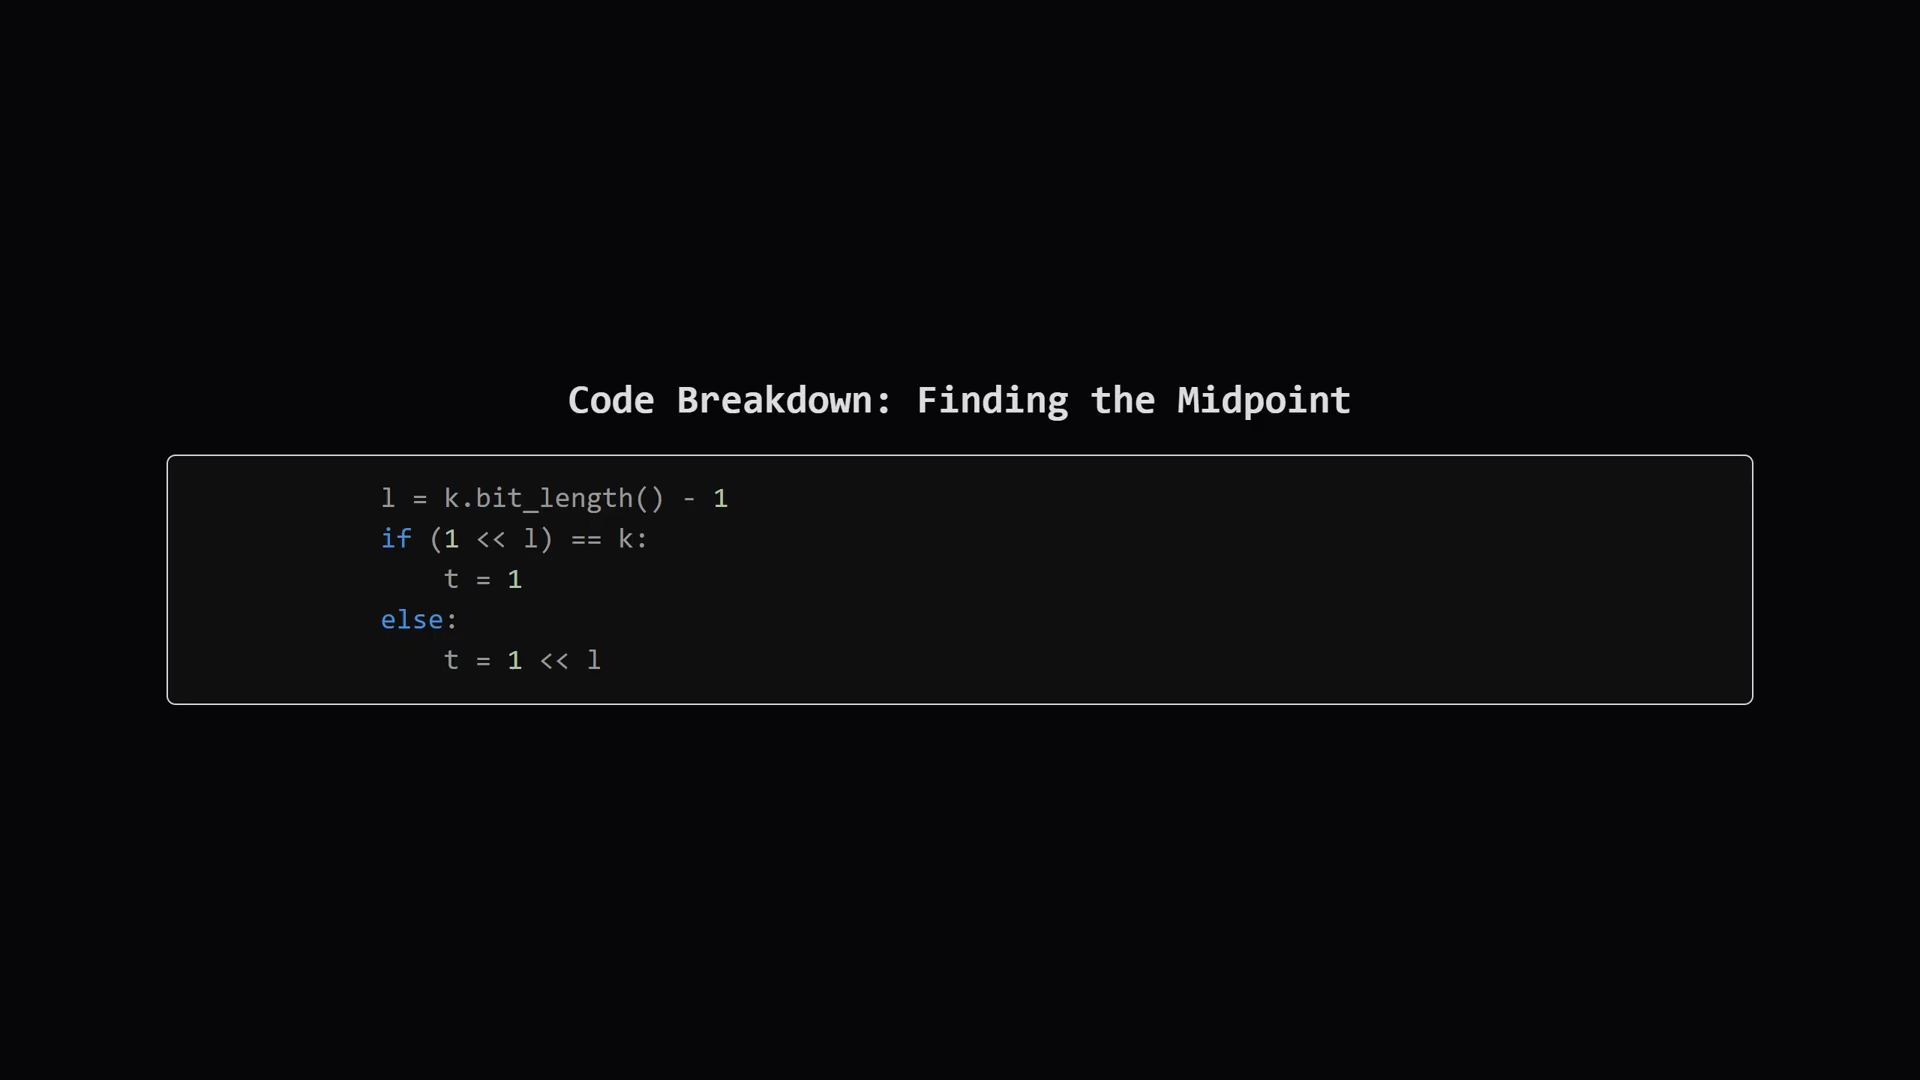 Code Breakdown: Finding the Midpoint
l = k.bit_length() - 1
if (1 << l) == k:
    t = 1
else:
    t = 1 << l